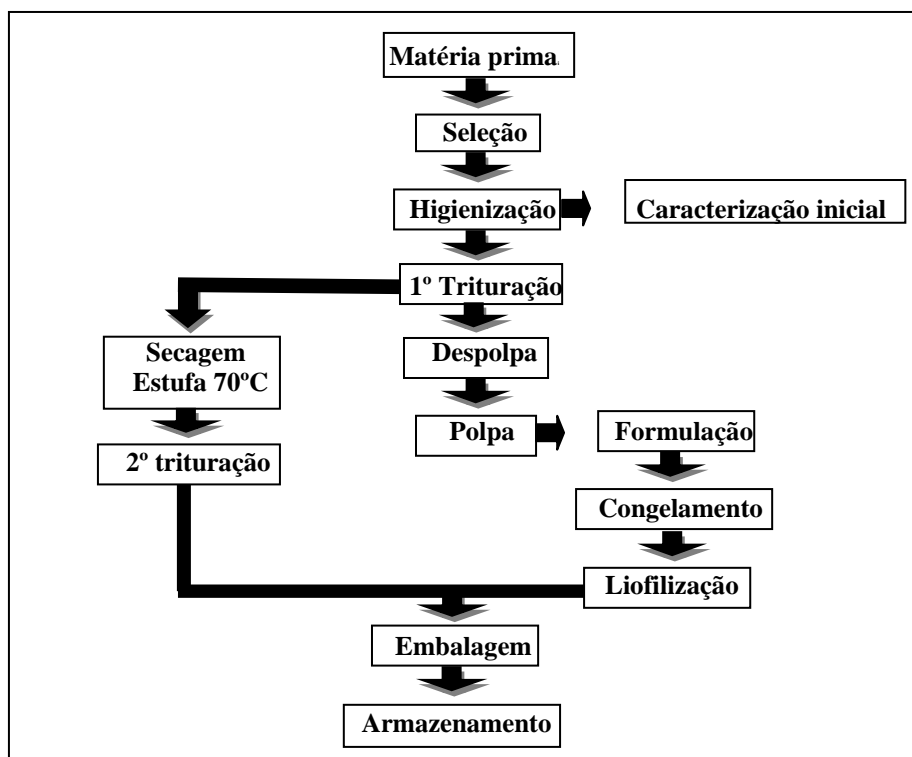 Matéria prima.
Seleção
Higienização
Caracterização inicial
1º Trituração
Secagem
Estufa 70ºC
Despolpa
Polpa
Formulação
2º trituração
Congelamento
Liofilização
Embalagem
Armazenamento